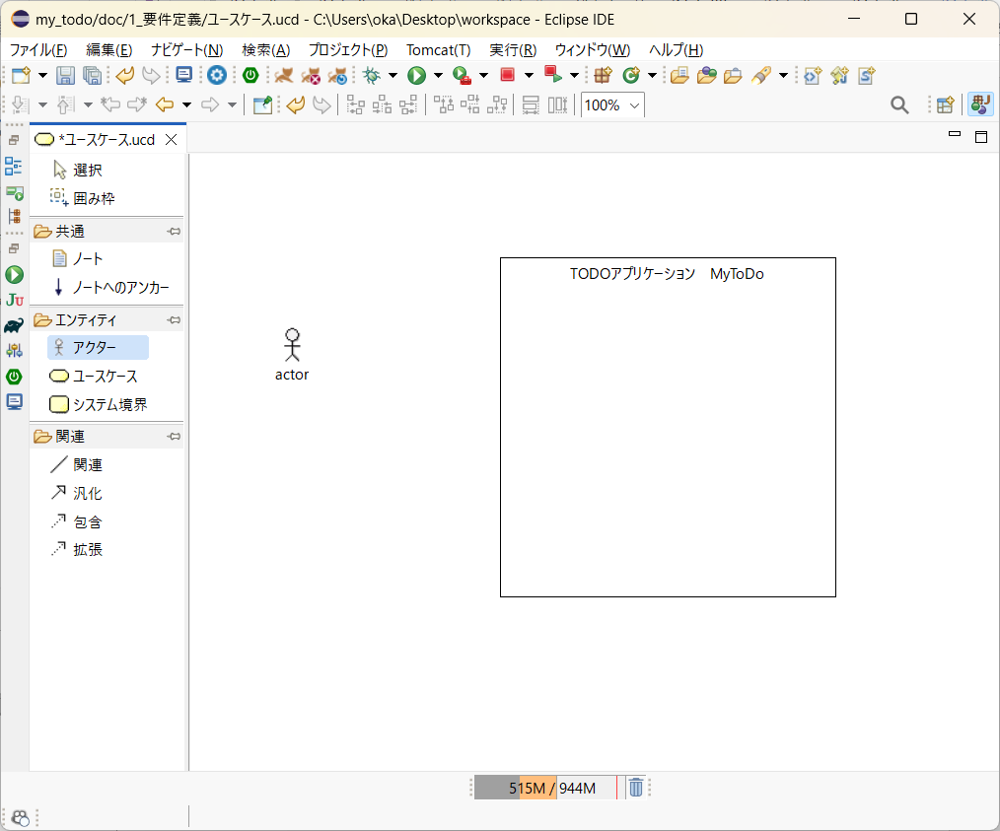 my_todo/doc/1_要件定義/ユースケース.ucd - C:\Users\oka\Desktop\workspace - Eclipse IDE
ファイル(F) 編集(E) ナビゲート(N) 検索(A) プロジェクト(P) Tomcat(T) 実行(R) ウィンドウ(W) ヘルプ(H)
100%
*ユースケース.ucd
選択
囲み枠
共通
ノート
ノートへのアンカー
エンティティ
アクター
ユースケース
システム境界
関連
関連
汎化
包含
拡張
TODOアプリケーション　MyToDo
actor
515M / 944M
JU
J
S